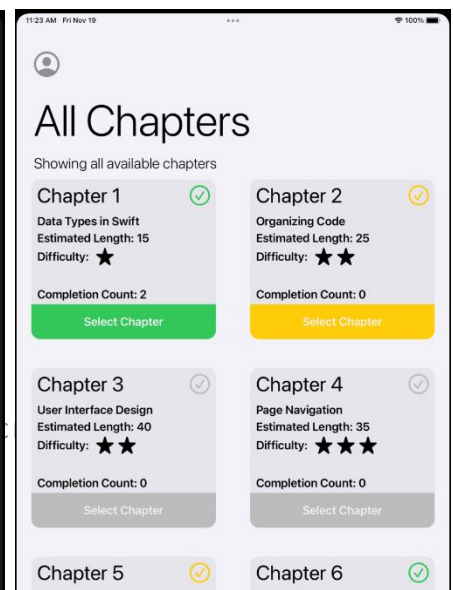 11:23 AM Fri Nov 19
100%
All Chapters
Showing all available chapters
Chapter 1
Data Types in Swift
Estimated Length: 15
Difficulty:
Completion Count: 2
Select Chapter
Chapter 2
Organizing Code
Estimated Length: 25
Difficulty:
Completion Count: 0
Select Chapter
Chapter 3
User Interface Design
Estimated Length: 40
Difficulty:
Completion Count: 0
Select Chapter
Chapter 4
Page Navigation
Estimated Length: 35
Difficulty:
Completion Count: 0
Select Chapter
Chapter 5
Chapter 6